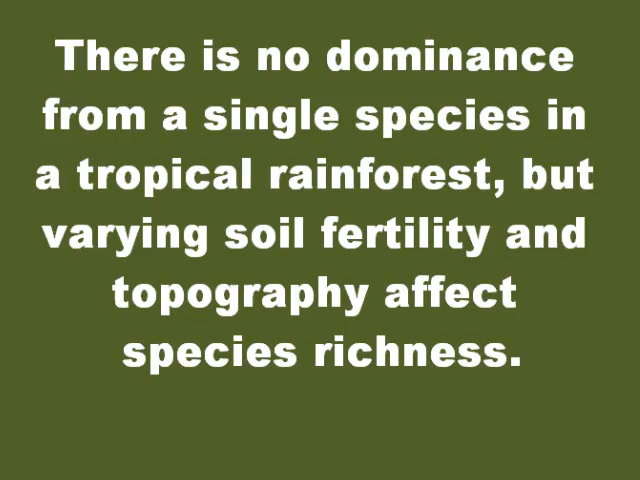 There is no dominance
from a single species in
a tropical rainforest, but
varying soil fertility and
topography affect
species richness.